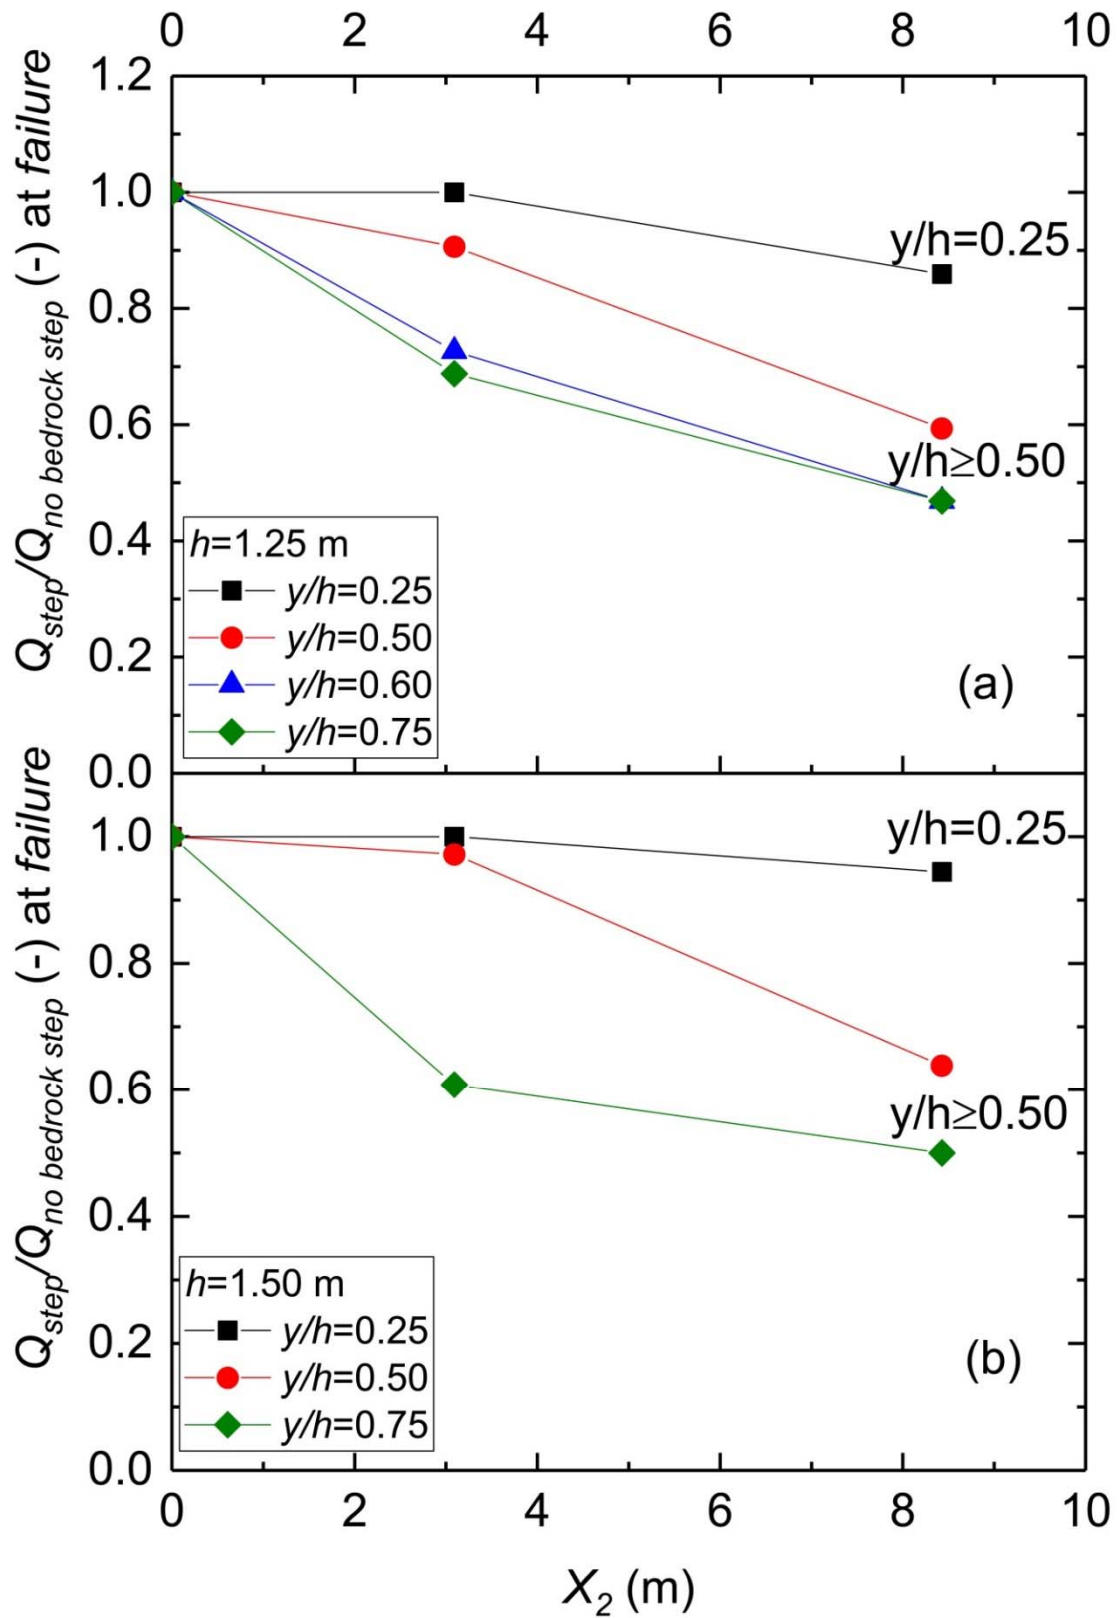 0 2 4 6 8 10
Q_step/Q_no bedrock step (-) at failure
1.2
1.0
0.8
0.6
0.4
0.2
0.0
y/h=0.25
y/h≥0.50
h=1.25 m
y/h=0.25
y/h=0.50
y/h=0.60
y/h=0.75
(a)
Q_step/Q_no bedrock step (-) at failure
1.0
0.8
0.6
0.4
0.2
0.0
y/h=0.25
y/h≥0.50
h=1.50 m
y/h=0.25
y/h=0.50
y/h=0.75
(b)
0 2 4 6 8 10
X_2 (m)